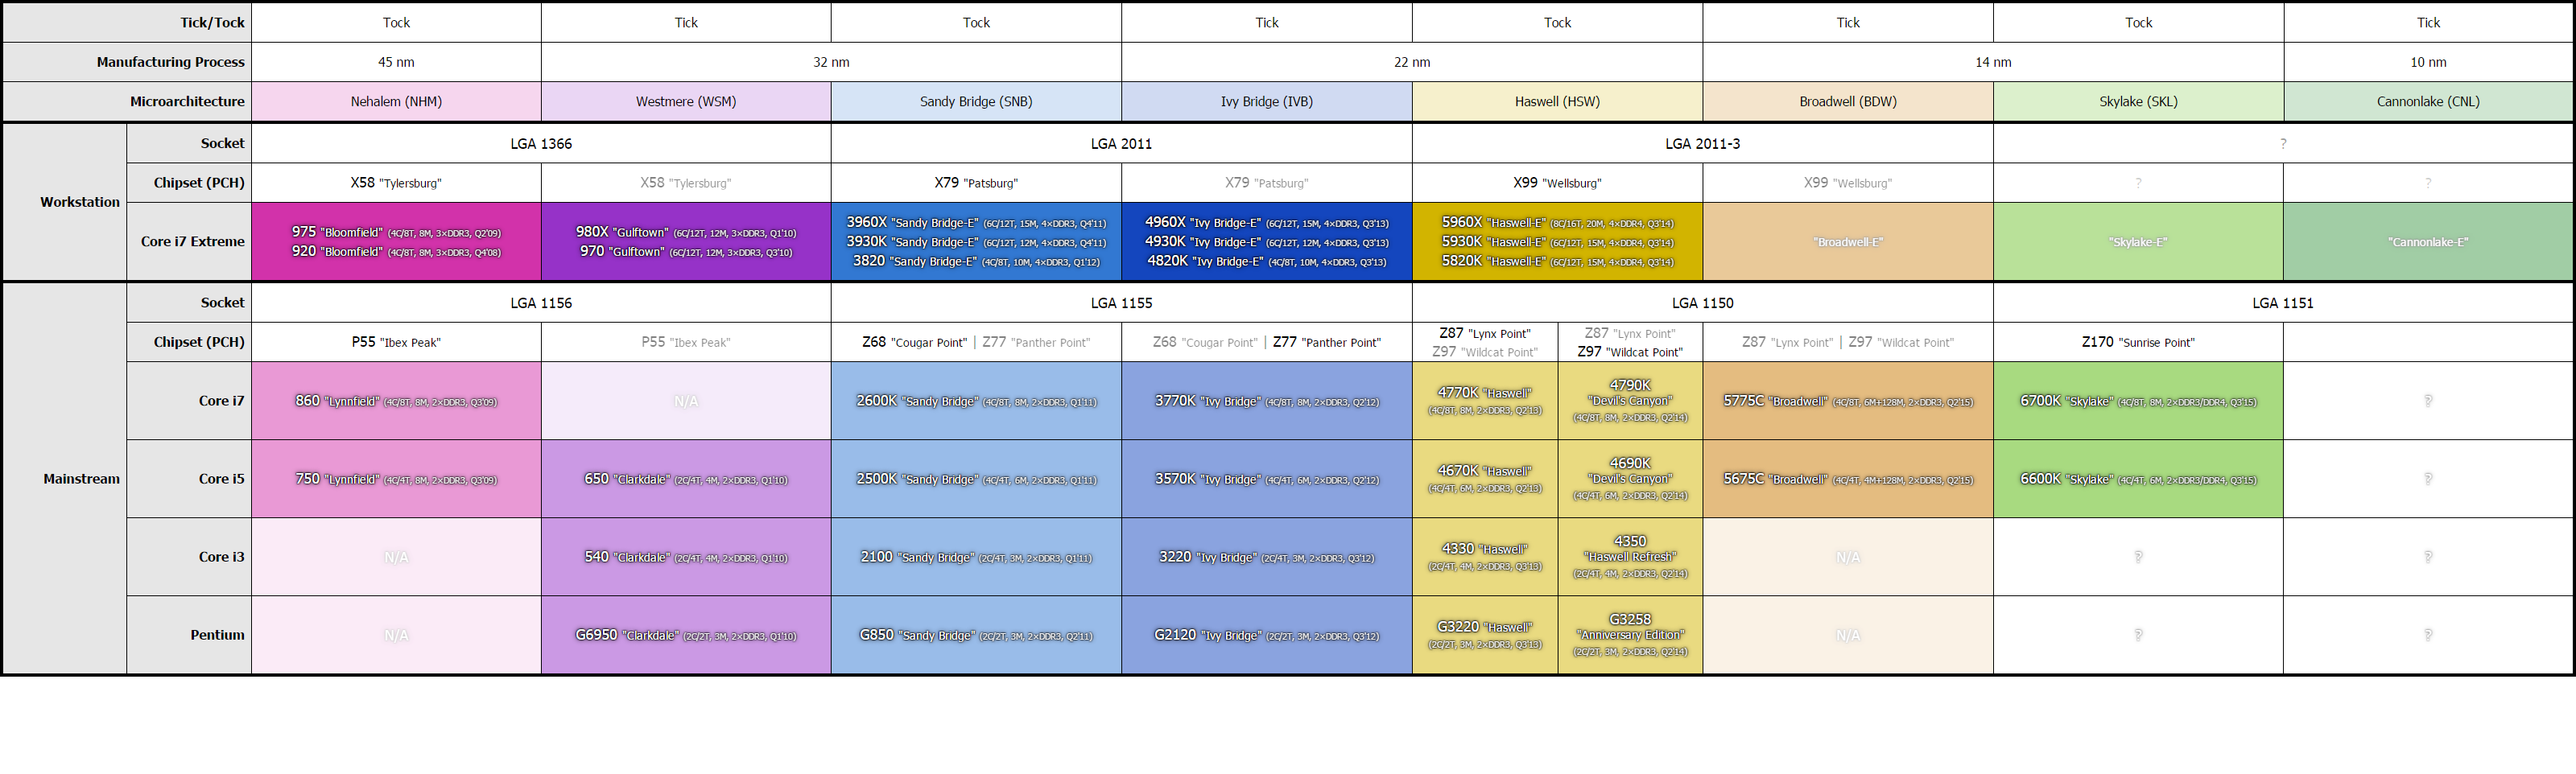 Tick/Tock Tock Tick Tock Tick Tock Tick Tock Tick
Manufacturing Process 45 nm 32 nm 22 nm 14 nm 10 nm
Microarchitecture Nehalem (NHM) Westmere (WSM) Sandy Bridge (SNB) Ivy Bridge (IVB) Haswell (HSW) Broadwell (BDW) Skylake (SKL) Cannonlake (CNL)
Workstation
Socket LGA 1366 LGA 2011 LGA 2011-3 ?
Chipset (PCH) X58 "Tylersburg" X58 "Tylersburg" X79 "Patsburg" X79 "Patsburg" X99 "Wellsburg" X99 "Wellsburg" ? ?
Core i7 Extreme
975 "Bloomfield" (4C/8T, 8M, 3×DDR3, Q2'09)
920 "Bloomfield" (4C/8T, 8M, 3×DDR3, Q4'08)
980X "Gulftown" (6C/12T, 12M, 3×DDR3, Q1'10)
970 "Gulftown" (6C/12T, 12M, 3×DDR3, Q3'10)
3960X "Sandy Bridge-E" (6C/12T, 15M, 4×DDR3, Q4'11)
3930K "Sandy Bridge-E" (6C/12T, 12M, 4×DDR3, Q4'11)
3820 "Sandy Bridge-E" (4C/8T, 10M, 4×DDR3, Q1'12)
4960X "Ivy Bridge-E" (6C/12T, 15M, 4×DDR3, Q3'13)
4930K "Ivy Bridge-E" (6C/12T, 12M, 4×DDR3, Q3'13)
4820K "Ivy Bridge-E" (4C/8T, 10M, 4×DDR3, Q3'13)
5960X "Haswell-E" (8C/16T, 20M, 4×DDR4, Q3'14)
5930K "Haswell-E" (6C/12T, 15M, 4×DDR4, Q3'14)
5820K "Haswell-E" (6C/12T, 15M, 4×DDR4, Q3'14)
"Broadwell-E"
"Skylake-E"
"Cannonlake-E"
Mainstream
Socket LGA 1156 LGA 1155 LGA 1150 LGA 1151
Chipset (PCH) P55 "Ibex Peak" P55 "Ibex Peak" Z68 "Cougar Point" | Z77 "Panther Point" Z68 "Cougar Point" | Z77 "Panther Point"
Z87 "Lynx Point"
Z97 "Wildcat Point"
Z87 "Lynx Point"
Z97 "Wildcat Point"
Z87 "Lynx Point" | Z97 "Wildcat Point" Z170 "Sunrise Point"
Core i7 860 "Lynnfield" (4C/8T, 8M, 2×DDR3, Q3'09) N/A 2600K "Sandy Bridge" (4C/8T, 8M, 2×DDR3, Q1'11) 3770K "Ivy Bridge" (4C/8T, 8M, 2×DDR3, Q2'12)
4770K "Haswell"
(4C/8T, 8M, 2×DDR3, Q2'13)
4790K
"Devil's Canyon"
(4C/8T, 8M, 2×DDR3, Q2'14)
5775C "Broadwell" (4C/8T, 6M+128M, 2×DDR3, Q2'15) 6700K "Skylake" (4C/8T, 8M, 2×DDR3/DDR4, Q3'15) ?
Core i5 750 "Lynnfield" (4C/4T, 8M, 2×DDR3, Q3'09) 650 "Clarkdale" (2C/4T, 4M, 2×DDR3, Q1'10) 2500K "Sandy Bridge" (4C/4T, 6M, 2×DDR3, Q1'11) 3570K "Ivy Bridge" (4C/4T, 6M, 2×DDR3, Q2'12)
4670K "Haswell"
(4C/4T, 6M, 2×DDR3, Q2'13)
4690K
"Devil's Canyon"
(4C/4T, 6M, 2×DDR3, Q2'14)
5675C "Broadwell" (4C/4T, 4M+128M, 2×DDR3, Q2'15) 6600K "Skylake" (4C/4T, 6M, 2×DDR3/DDR4, Q3'15) ?
Core i3 N/A 540 "Clarkdale" (2C/4T, 4M, 2×DDR3, Q1'10) 2100 "Sandy Bridge" (2C/4T, 3M, 2×DDR3, Q1'11) 3220 "Ivy Bridge" (2C/4T, 3M, 2×DDR3, Q3'12)
4330 "Haswell"
(2C/4T, 4M, 2×DDR3, Q3'13)
4350
"Haswell Refresh"
(2C/4T, 4M, 2×DDR3, Q2'14)
N/A ? ?
Pentium N/A G6950 "Clarkdale" (2C/2T, 3M, 2×DDR3, Q1'10) G850 "Sandy Bridge" (2C/2T, 3M, 2×DDR3, Q2'11) G2120 "Ivy Bridge" (2C/2T, 3M, 2×DDR3, Q3'12)
G3220 "Haswell"
(2C/2T, 3M, 2×DDR3, Q3'13)
G3258
"Anniversary Edition"
(2C/2T, 3M, 2×DDR3, Q2'14)
N/A ? ?